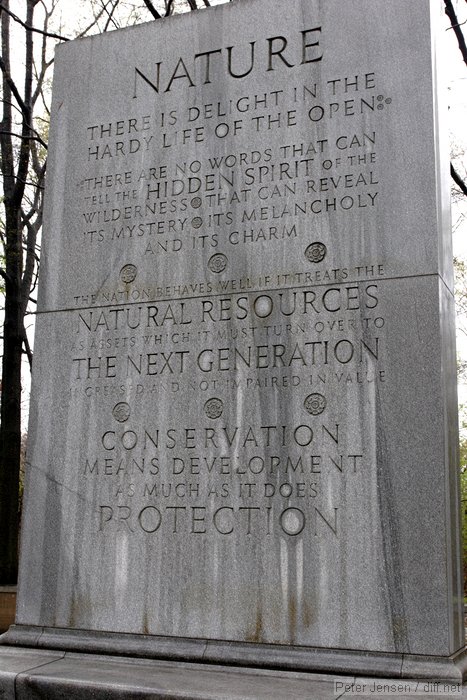 NATURE
THERE IS DELIGHT IN THE
HARDY LIFE OF THE OPEN
THERE ARE NO WORDS THAT CAN
TELL THE HIDDEN SPIRIT OF THE
WILDERNESS THAT CAN REVEAL
ITS MYSTERY ITS MELANCHOLY
AND ITS CHARM
THE NATION BEHAVES WELL IF IT TREATS THE
NATURAL RESOURCES
AS ASSETS WHICH IT MUST TURN OVER TO
THE NEXT GENERATION
INCREASED AND NOT IMPAIRED IN VALUE
CONSERVATION
MEANS DEVELOPMENT
AS MUCH AS IT DOES
PROTECTION
Peter Jensen / diff.net